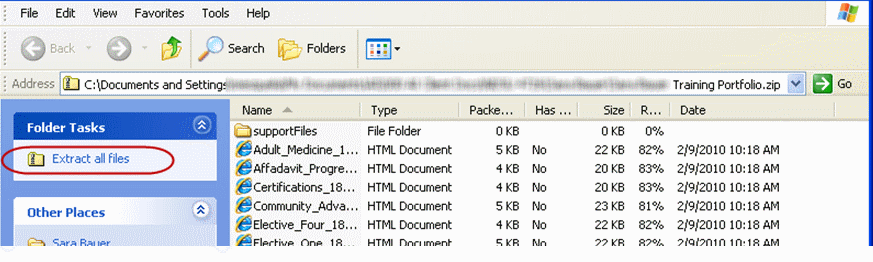 File Edit View Favorites Tools Help
Back Search Folders
Address C:\Documents and Settings Training Portfolio.zip Go
Name Type Packe... Has ... Size R... Date
Folder Tasks
Extract all files
Other Places
Sara Bauer
supportFiles File Folder 0 KB 0 KB 0%
Adult_Medicine_1... HTML Document 5 KB No 22 KB 82% 2/9/2010 10:18 AM
Affadavit_Progre... HTML Document 4 KB No 20 KB 83% 2/9/2010 10:18 AM
Certifications_18... HTML Document 4 KB No 20 KB 83% 2/9/2010 10:18 AM
Community_Adva... HTML Document 5 KB No 23 KB 81% 2/9/2010 10:18 AM
Elective_Four_18... HTML Document 4 KB No 22 KB 82% 2/9/2010 10:18 AM
Elective_One_18... HTML Document 5 KB No 22 KB 82% 2/9/2010 10:18 AM